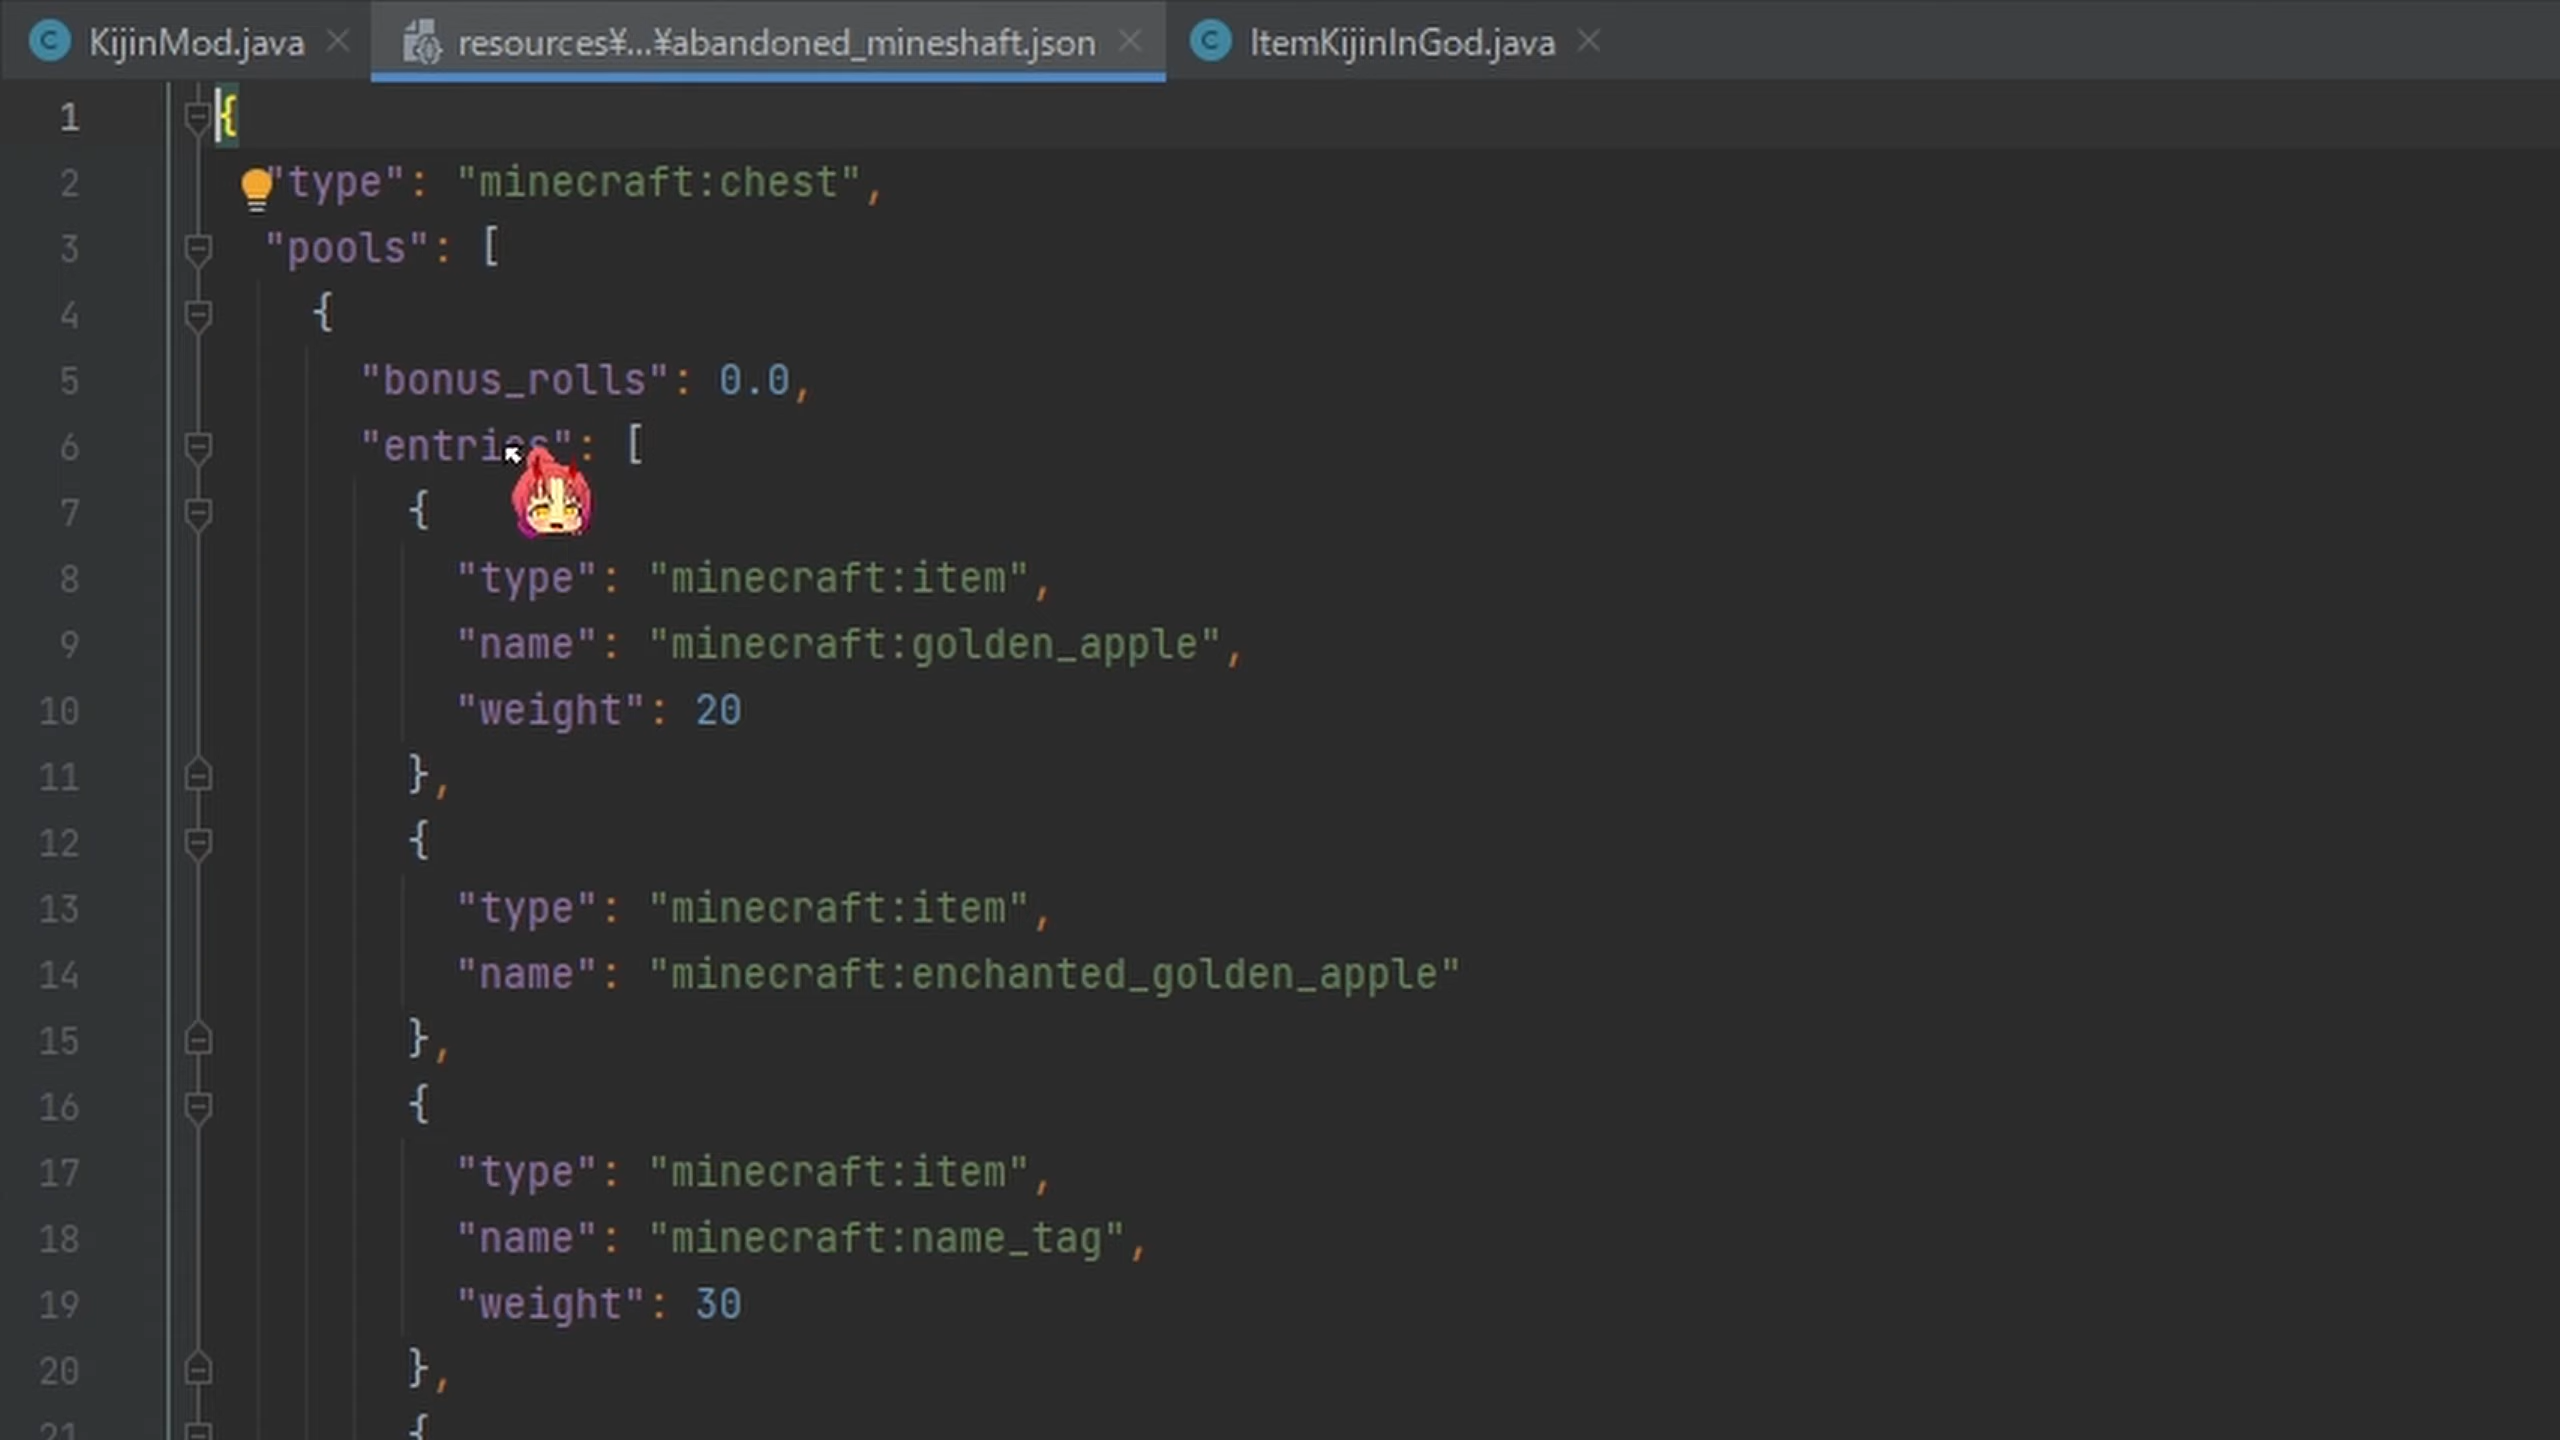 KijinMod.java
resources¥...¥abandoned_mineshaft.json
ItemKijinInGod.java
1 {
2 "type": "minecraft:chest",
3 "pools": [
4 {
5 "bonus_rolls": 0.0,
6 "entries": [
7 {
8 "type": "minecraft:item",
9 "name": "minecraft:golden_apple",
10 "weight": 20
11 },
12 {
13 "type": "minecraft:item",
14 "name": "minecraft:enchanted_golden_apple"
15 },
16 {
17 "type": "minecraft:item",
18 "name": "minecraft:name_tag",
19 "weight": 30
20 },
21 {